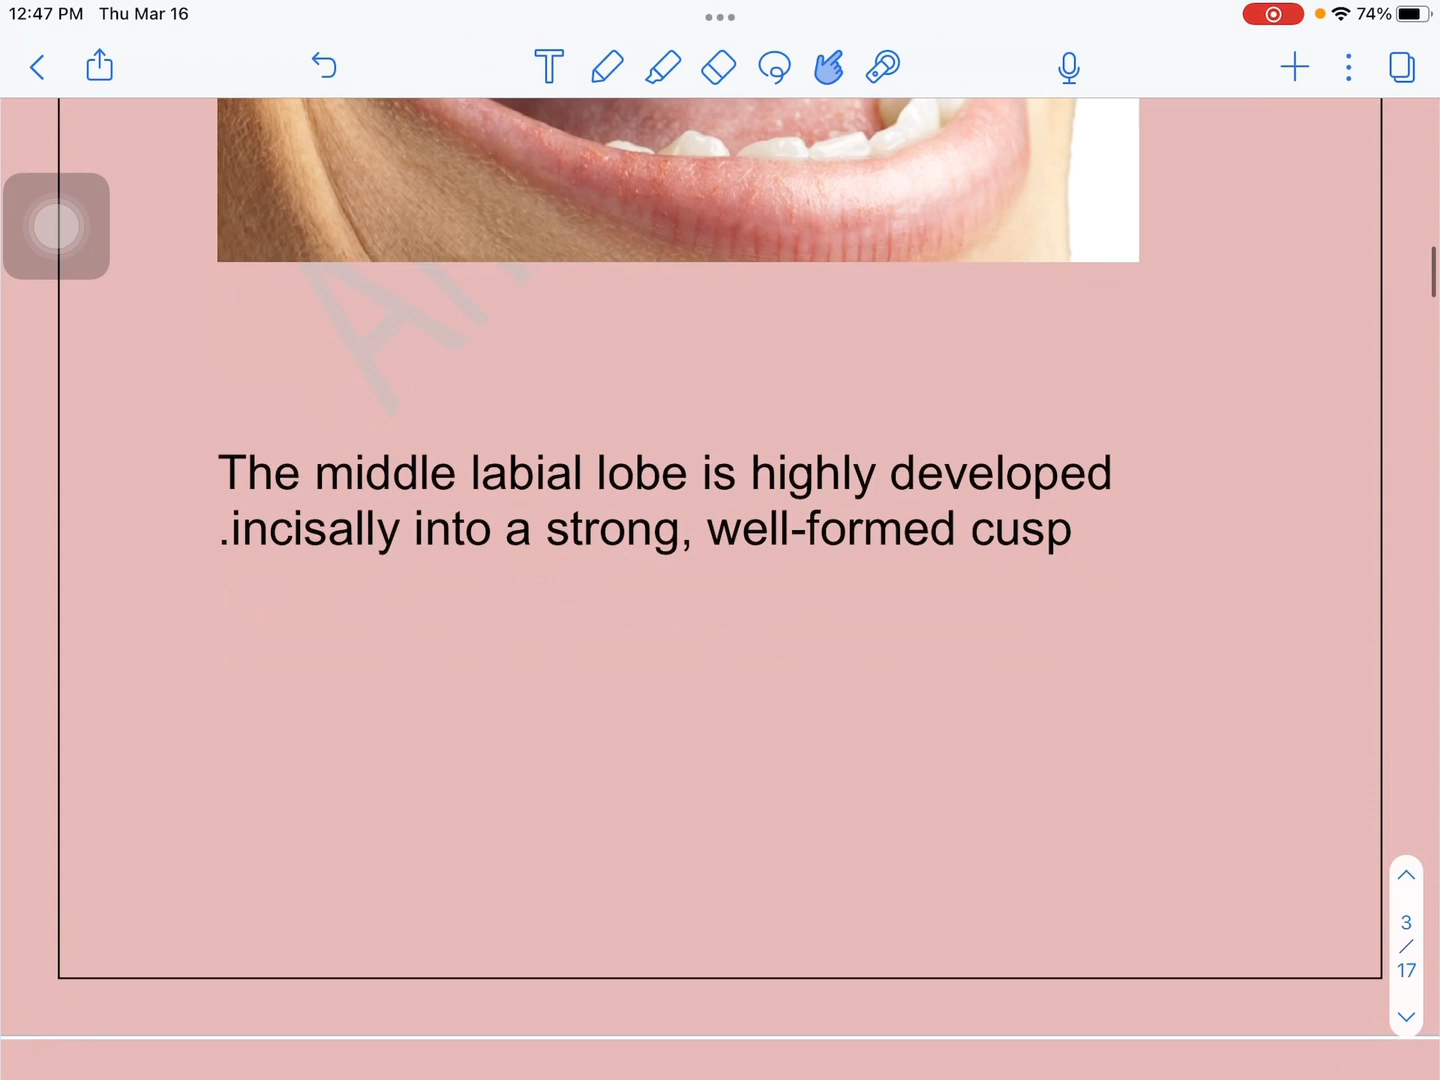 12:47 PM Thu Mar 16
74%
The middle labial lobe is highly developed
.incisally into a strong, well-formed cusp
3
/
17